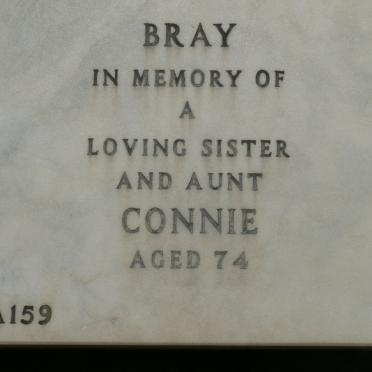 BRAY
IN MEMORY OF
A
LOVING SISTER
AND AUNT
CONNIE
AGED 74
A159